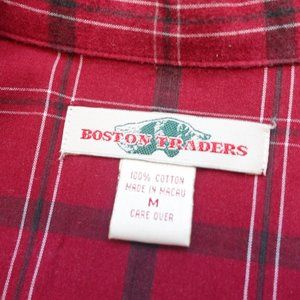 BOSTON TRADERS
100% COTTON
MADE IN MACAU
M
CARE OVER